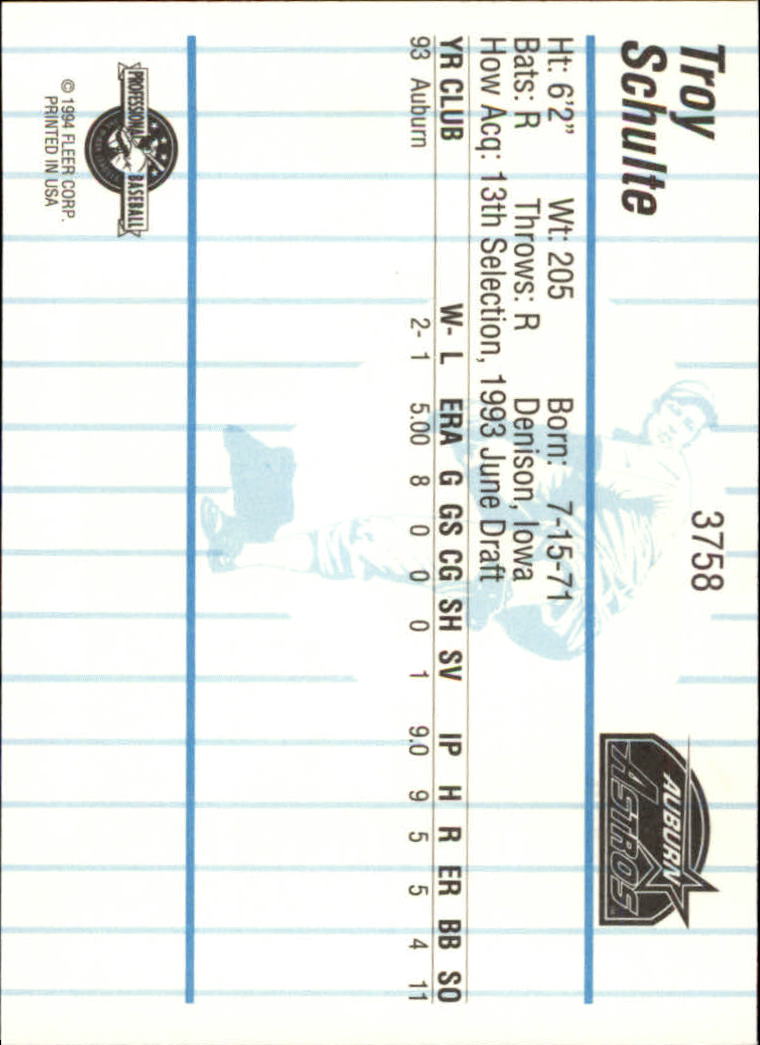 Troy
Schulte
3758
AUBURN
ASTROS
Ht: 6'2" Wt: 205 Born: 7-15-71
Bats: R Throws: R Denison, Iowa
How Acq: 13th Selection, 1993 June Draft
YR CLUB W- L ERA G GS CG SH SV IP H R ER BB SO
93 Auburn 2- 1 5.00 8 0 0 0 1 9.0 9 5 5 4 11
PROFESSIONAL BASEBALL
© 1994 FLEER CORP.
PRINTED IN USA